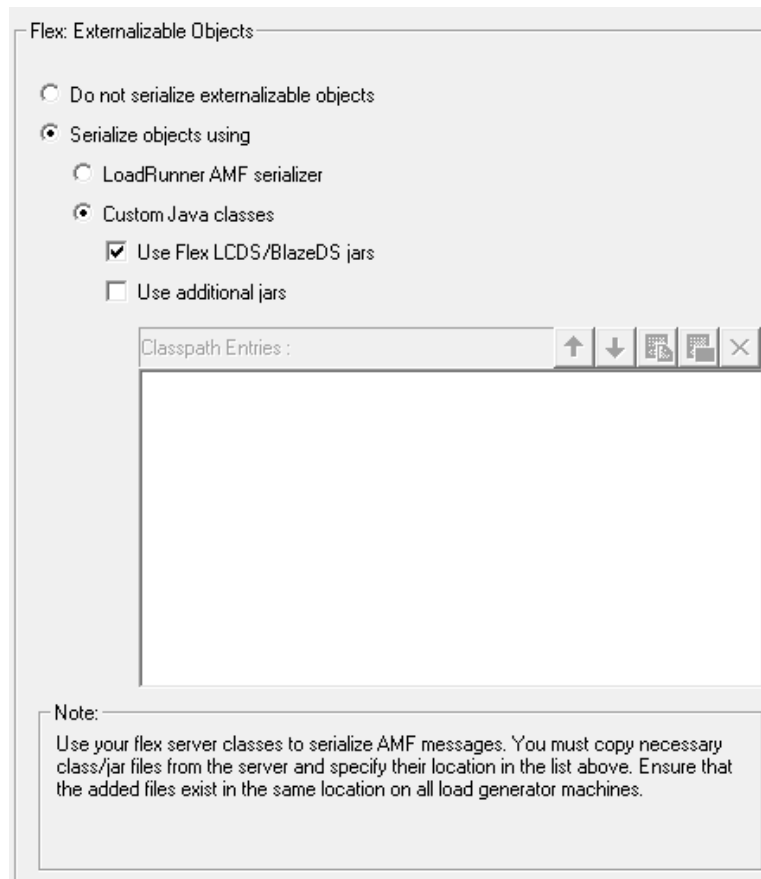 Flex: Externalizable Objects
Do not serialize externalizable objects
Serialize objects using
LoadRunner AMF serializer
Custom Java classes
Use Flex LCDS/BlazeDS jars
Use additional jars
Classpath Entries :
Note:
Use your flex server classes to serialize AMF messages. You must copy necessary
class/jar files from the server and specify their location in the list above. Ensure that
the added files exist in the same location on all load generator machines.